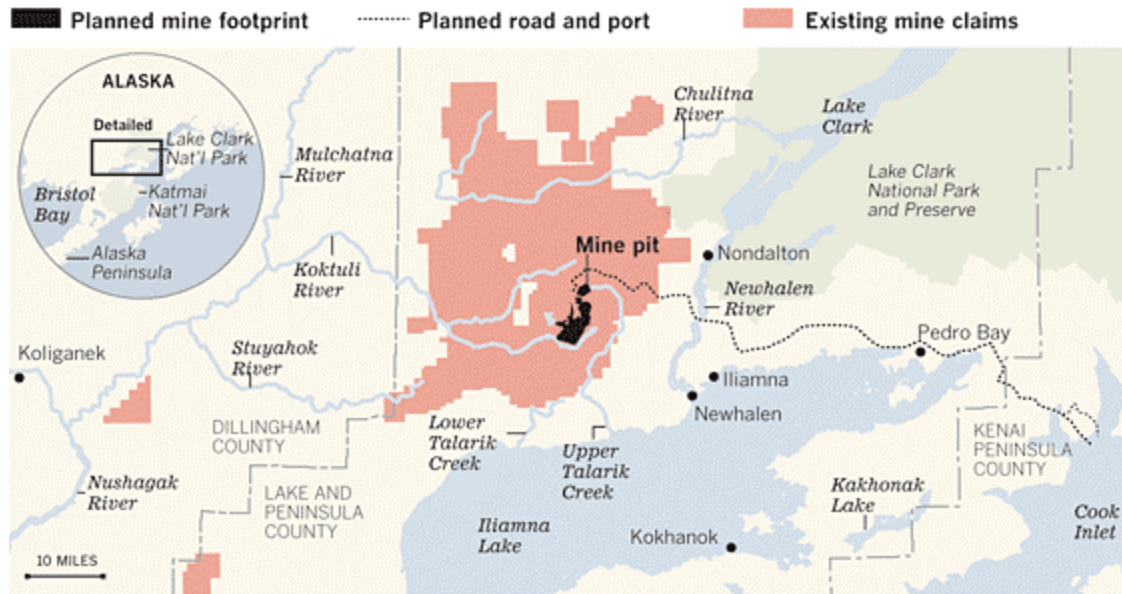 Planned mine footprint
Planned road and port
Existing mine claims
ALASKA
Detailed
Lake Clark
Nat'l Park
Bristol
Bay
Katmai
Nat'l Park
Alaska
Peninsula
Mulchatna
River
Chulitna
River
Lake
Clark
Lake Clark
National Park
and Preserve
Mine pit
Nondalton
Koktuli
River
Newhalen
River
Pedro Bay
Koliganek
Stuyahok
River
Iliamna
Newhalen
DILLINGHAM
COUNTY
Lower
Talarik
Creek
Upper
Talarik
Creek
KENAI
PENINSULA
COUNTY
Nushagak
River
LAKE AND
PENINSULA
COUNTY
Kakhonak
Lake
Iliamna
Lake
Kokhanok
Cook
Inlet
10 MILES